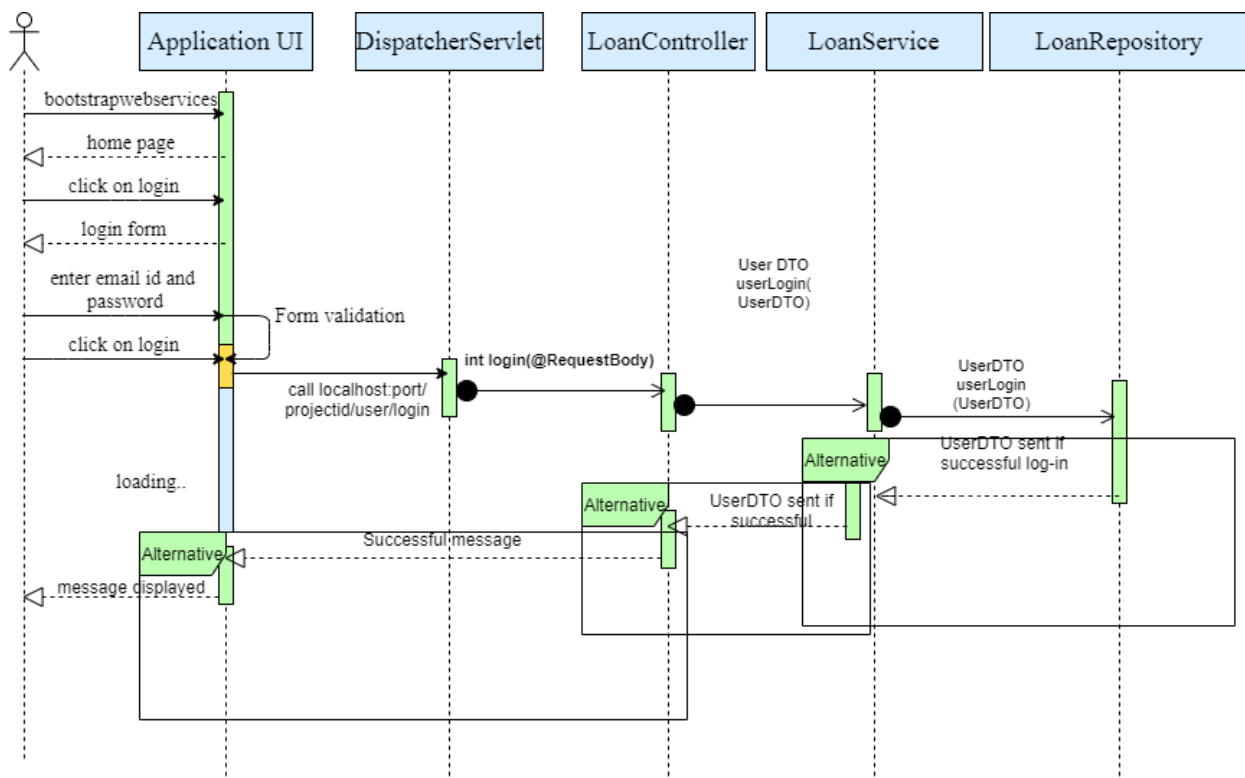 Application UI
DispatcherServlet
LoanController
LoanService
LoanRepository
bootstrapwebservices
home page
click on login
login form
enter email id and
password
Form validation
click on login
call localhost:port/
projectid/user/login
int login(@RequestBody)
User DTO
userLogin(
UserDTO)
UserDTO
userLogin
(UserDTO)
Alternative
UserDTO sent if
successful log-in
loading..
Alternative
UserDTO sent if
successful
Alternative
Successful message
message displayed